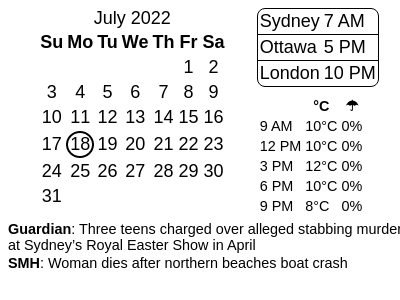 July 2022
Su Mo Tu We Th Fr Sa
1 2
3 4 5 6 7 8 9
10 11 12 13 14 15 16
17 18 19 20 21 22 23
24 25 26 27 28 29 30
31
Sydney 7 AM
Ottawa 5 PM
London 10 PM
°C ☂
9 AM 10°C 0%
12 PM 10°C 0%
3 PM 12°C 0%
6 PM 10°C 0%
9 PM 8°C 0%
Guardian: Three teens charged over alleged stabbing murder
at Sydney’s Royal Easter Show in April
SMH: Woman dies after northern beaches boat crash